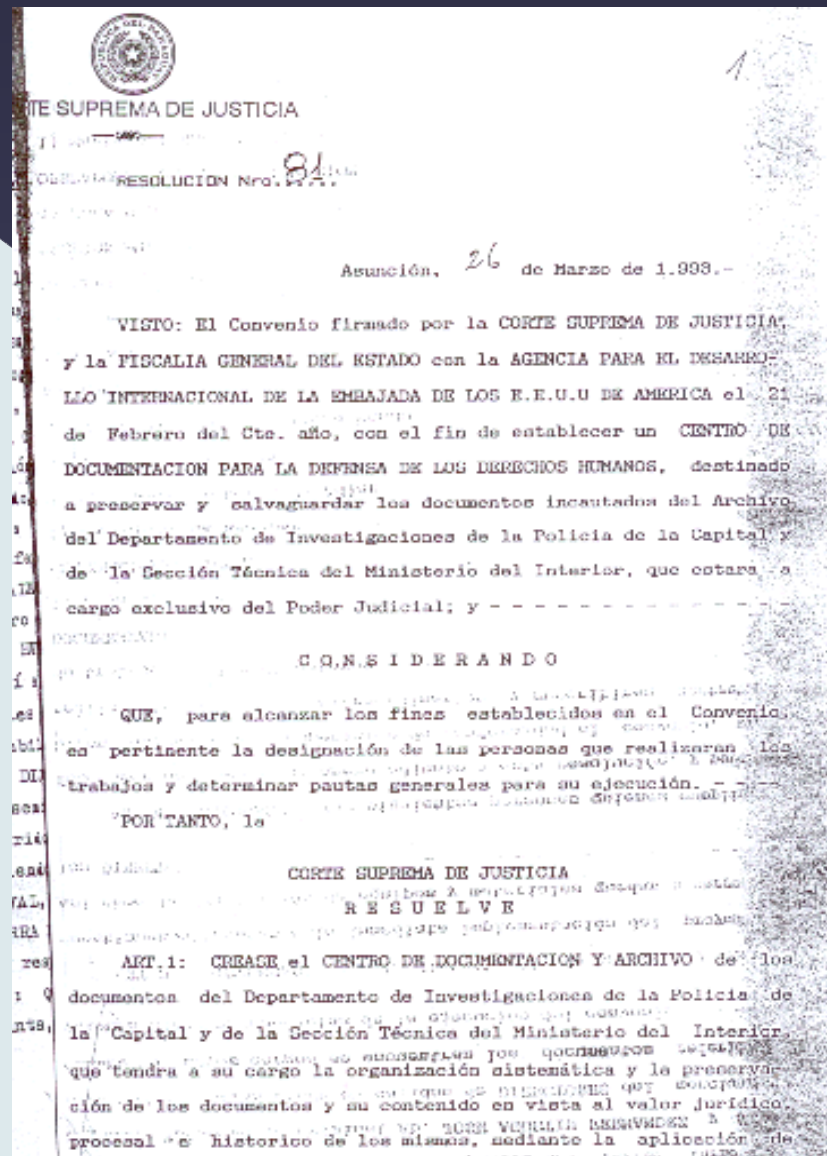 REPUBLICA DEL PARAGUAY
1
TE SUPREMA DE JUSTICIA
RESOLUCION Nro. 81
Asunción, 26 de Marzo de 1.993.-
VISTO: El Convenio firmado por la CORTE SUPREMA DE JUSTICIA,
y la FISCALIA GENERAL DEL ESTADO con la AGENCIA PARA EL DESARRO-
LLO INTERNACIONAL DE LA EMBAJADA DE LOS E.E.U.U DE AMERICA el 21
de Febrero del Cte. año, con el fin de establecer un CENTRO DE
DOCUMENTACION PARA LA DEFENSA DE LOS DERECHOS HUMANOS, destinado
a preservar y salvaguardar los documentos incautados del Archivo
del Departamento de Investigaciones de la Policia de la Capital y
de la Sección Técnica del Ministerio del Interior, que estara a
cargo exclusivo del Poder Judicial; y - - - - - - - - - - - - - -
C O N S I D E R A N D O
QUE, para alcanzar los fines establecidos en el Convenio,
es pertinente la designación de las personas que realizaran los
trabajos y determinar pautas generales para su ejecución. - - -
POR TANTO, la
CORTE SUPREMA DE JUSTICIA
R E S U E L V E
ART.1: CREASE el CENTRO DE DOCUMENTACION Y ARCHIVO de los
documentos del Departamento de Investigaciones de la Policia de
la Capital y de la Sección Técnica del Ministerio del Interior,
que tendra a su cargo la organización sistemática y la preserva-
ción de los documentos y su contenido en vista al valor jurídico,
procesal e historico de los mismos, mediante la aplicación de